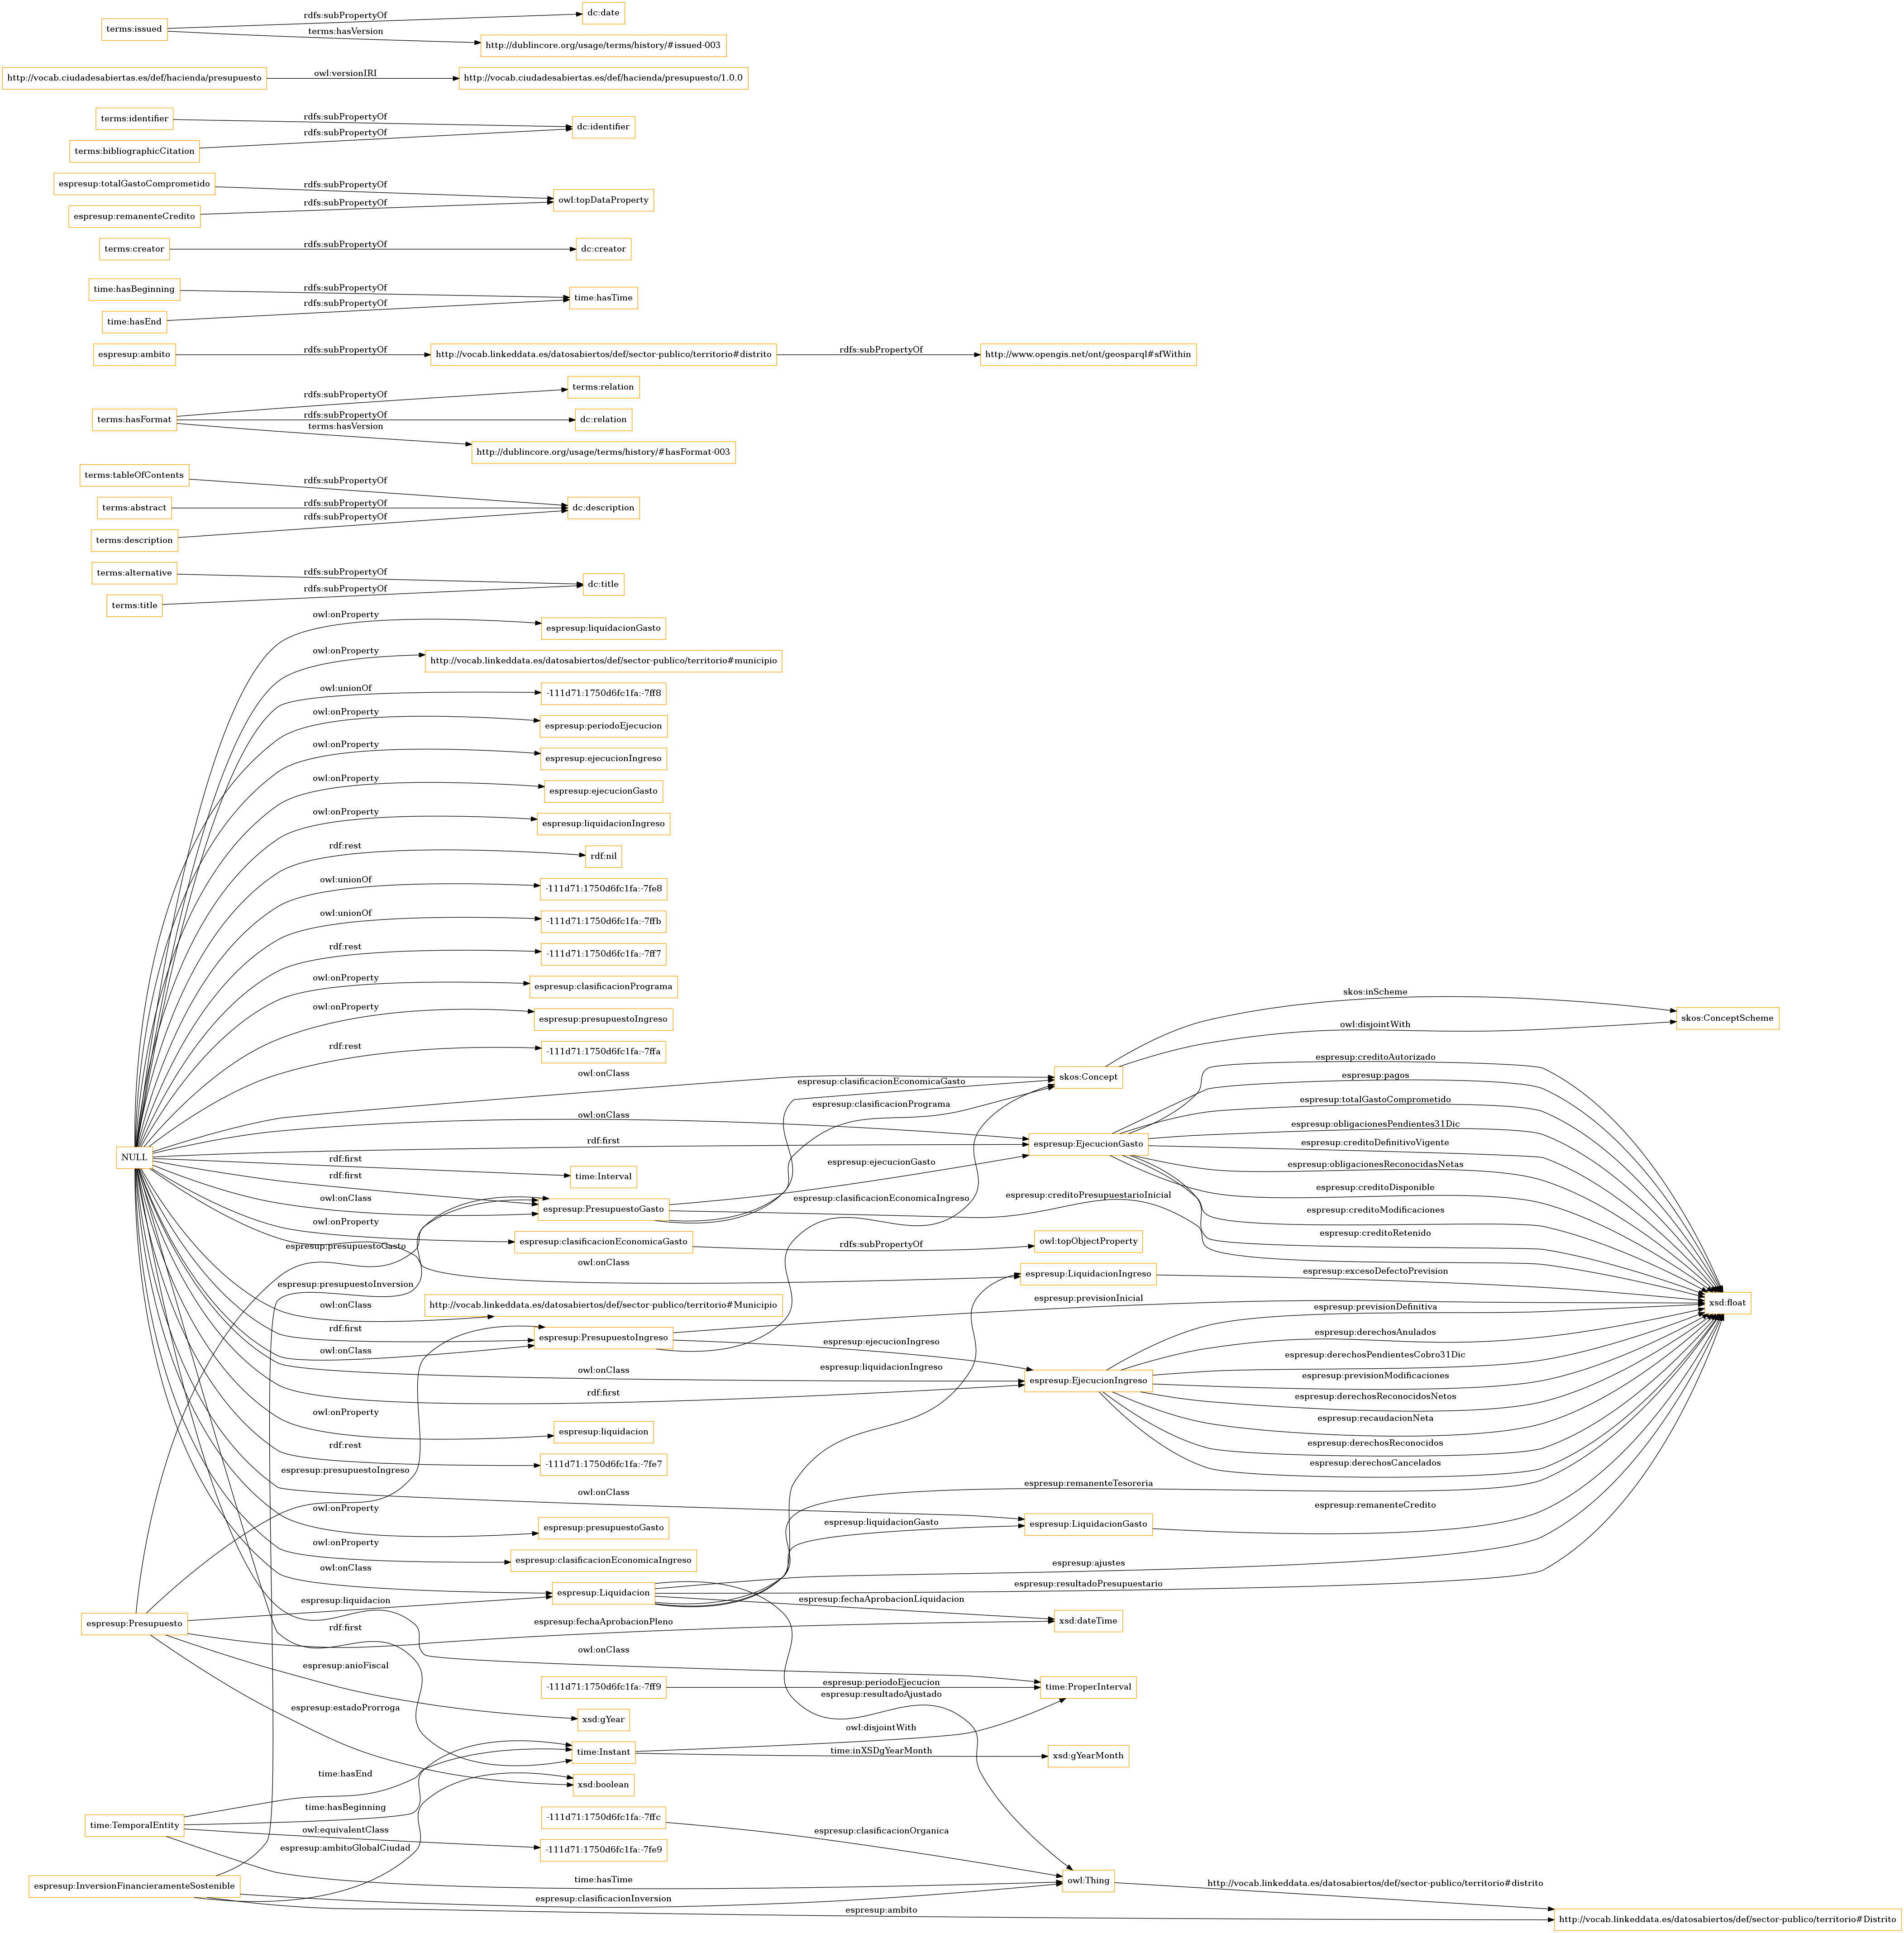 terms:issued
rdfs:subPropertyOf
dc:date
terms:hasVersion
http://dublincore.org/usage/terms/history/#issued-003
http://vocab.ciudadesabiertas.es/def/hacienda/presupuesto
owl:versionIRI
http://vocab.ciudadesabiertas.es/def/hacienda/presupuesto/1.0.0
terms:identifier
rdfs:subPropertyOf
dc:identifier
terms:bibliographicCitation
rdfs:subPropertyOf
espresup:totalGastoComprometido
rdfs:subPropertyOf
owl:topDataProperty
espresup:remanenteCredito
rdfs:subPropertyOf
terms:creator
rdfs:subPropertyOf
dc:creator
time:hasBeginning
rdfs:subPropertyOf
time:hasTime
time:hasEnd
rdfs:subPropertyOf
espresup:ambito
rdfs:subPropertyOf
http://vocab.linkeddata.es/datosabiertos/def/sector-publico/territorio#distrito
rdfs:subPropertyOf
http://www.opengis.net/ont/geosparql#sfWithin
terms:hasFormat
rdfs:subPropertyOf
terms:relation
rdfs:subPropertyOf
dc:relation
terms:hasVersion
http://dublincore.org/usage/terms/history/#hasFormat-003
terms:tableOfContents
rdfs:subPropertyOf
terms:abstract
rdfs:subPropertyOf
dc:description
terms:description
rdfs:subPropertyOf
terms:alternative
rdfs:subPropertyOf
dc:title
terms:title
rdfs:subPropertyOf
owl:onProperty
espresup:liquidacionGasto
owl:onProperty
http://vocab.linkeddata.es/datosabiertos/def/sector-publico/territorio#municipio
owl:unionOf
-111d71:1750d6fc1fa:-7ff8
owl:onProperty
espresup:periodoEjecucion
owl:onProperty
espresup:ejecucionIngreso
owl:onProperty
espresup:ejecucionGasto
owl:onProperty
espresup:liquidacionIngreso
rdf:rest
rdf:nil
owl:unionOf
-111d71:1750d6fc1fa:-7fe8
owl:unionOf
-111d71:1750d6fc1fa:-7ffb
rdf:rest
-111d71:1750d6fc1fa:-7ff7
owl:onProperty
espresup:clasificacionPrograma
owl:onProperty
espresup:presupuestoIngreso
rdf:rest
-111d71:1750d6fc1fa:-7ffa
skos:inScheme
skos:ConceptScheme
owl:disjointWith
owl:onClass
espresup:clasificacionEconomicaGasto
skos:Concept
espresup:clasificacionPrograma
espresup:creditoAutorizado
espresup:pagos
espresup:totalGastoComprometido
espresup:obligacionesPendientes31Dic
espresup:creditoDefinitivoVigente
espresup:obligacionesReconocidasNetas
espresup:creditoDisponible
espresup:creditoModificaciones
espresup:creditoRetenido
owl:onClass
rdf:first
espresup:EjecucionGasto
NULL
rdf:first
time:Interval
rdf:first
espresup:ejecucionGasto
owl:onClass
espresup:PresupuestoGasto
espresup:clasificacionEconomicaIngreso
espresup:creditoPresupuestarioInicial
owl:onProperty
espresup:clasificacionEconomicaGasto
rdfs:subPropertyOf
owl:topObjectProperty
espresup:presupuestoGasto
owl:onClass
espresup:LiquidacionIngreso
espresup:excesoDefectoPrevision
espresup:presupuestoInversion
owl:onClass
http://vocab.linkeddata.es/datosabiertos/def/sector-publico/territorio#Municipio
espresup:previsionInicial
xsd:float
rdf:first
espresup:PresupuestoIngreso
owl:onClass
espresup:ejecucionIngreso
espresup:previsionDefinitiva
espresup:derechosAnulados
espresup:derechosPendientesCobro31Dic
espresup:previsionModificaciones
espresup:derechosReconocidosNetos
espresup:recaudacionNeta
espresup:derechosReconocidos
espresup:derechosCancelados
owl:onClass
espresup:liquidacionIngreso
espresup:EjecucionIngreso
rdf:first
owl:onProperty
espresup:liquidacion
rdf:rest
-111d71:1750d6fc1fa:-7fe7
espresup:presupuestoIngreso
owl:onClass
espresup:remanenteTesoreria
owl:onProperty
espresup:presupuestoGasto
espresup:liquidacionGasto
espresup:LiquidacionGasto
espresup:remanenteCredito
owl:onProperty
espresup:clasificacionEconomicaIngreso
owl:onClass
espresup:Liquidacion
espresup:ajustes
espresup:resultadoPresupuestario
espresup:Presupuesto
espresup:liquidacion
espresup:fechaAprobacionLiquidacion
espresup:fechaAprobacionPleno
xsd:dateTime
rdf:first
owl:onClass
espresup:anioFiscal
-111d71:1750d6fc1fa:-7ff9
espresup:periodoEjecucion
time:ProperInterval
espresup:resultadoAjustado
espresup:estadoProrroga
xsd:gYear
owl:disjointWith
time:Instant
time:inXSDgYearMonth
xsd:gYearMonth
time:hasEnd
xsd:boolean
time:hasBeginning
time:TemporalEntity
-111d71:1750d6fc1fa:-7ffc
espresup:clasificacionOrganica
owl:equivalentClass
-111d71:1750d6fc1fa:-7fe9
espresup:ambitoGlobalCiudad
time:hasTime
owl:Thing
http://vocab.linkeddata.es/datosabiertos/def/sector-publico/territorio#distrito
espresup:InversionFinancieramenteSostenible
espresup:clasificacionInversion
espresup:ambito
http://vocab.linkeddata.es/datosabiertos/def/sector-publico/territorio#Distrito